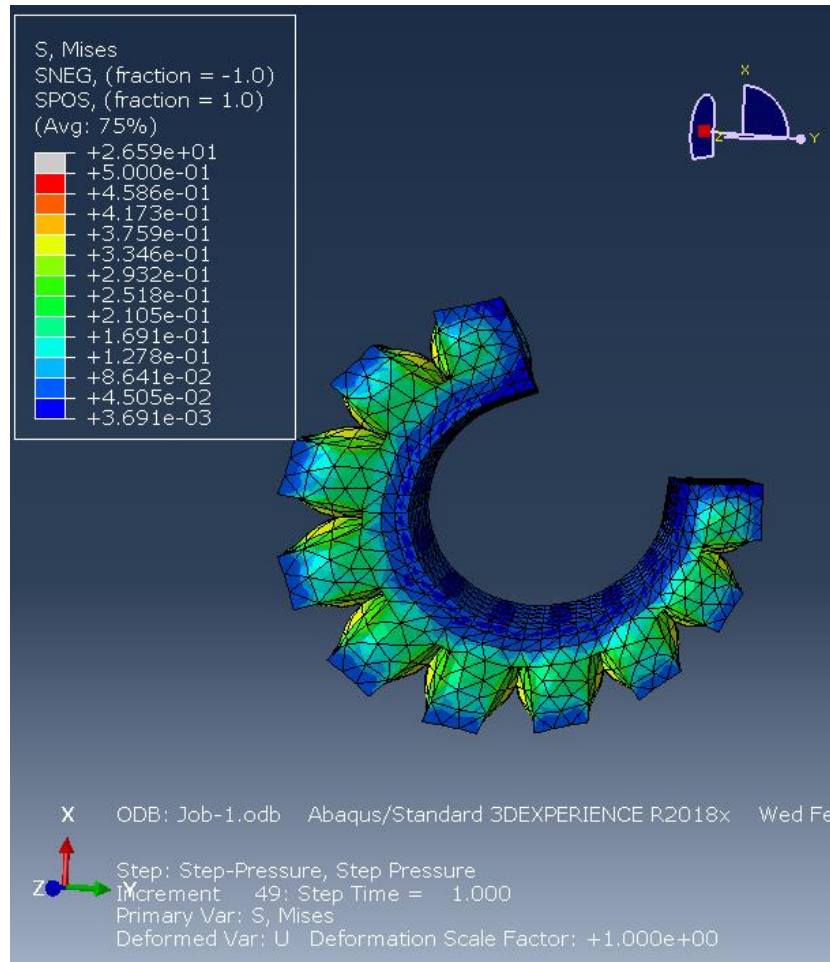 S, Mises
SNEG, (fraction = -1.0)
SPOS, (fraction = 1.0)
(Avg: 75%)
+2.659e+01
+5.000e-01
+4.586e-01
+4.173e-01
+3.759e-01
+3.346e-01
+2.932e-01
+2.518e-01
+2.105e-01
+1.691e-01
+1.278e-01
+8.641e-02
+4.505e-02
+3.691e-03
X
Z
Y
X
ODB: Job-1.odb Abaqus/Standard 3DEXPERIENCE R2018x Wed Fe
Step: Step-Pressure, Step Pressure
Z
Y
Increment 49: Step Time = 1.000
Primary Var: S, Mises
Deformed Var: U Deformation Scale Factor: +1.000e+00